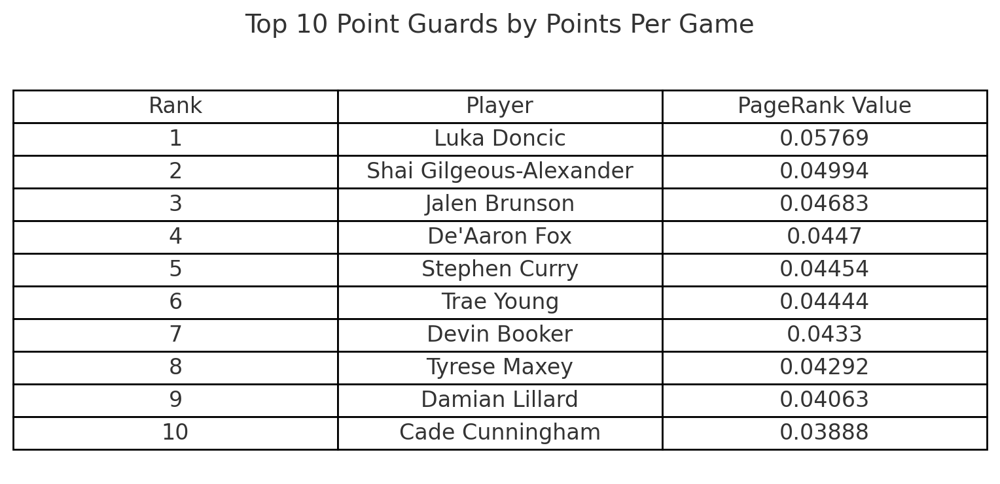 Top 10 Point Guards by Points Per Game
Rank Player PageRank Value
1 Luka Doncic 0.05769
2 Shai Gilgeous-Alexander 0.04994
3 Jalen Brunson 0.04683
4 De'Aaron Fox 0.0447
5 Stephen Curry 0.04454
6 Trae Young 0.04444
7 Devin Booker 0.0433
8 Tyrese Maxey 0.04292
9 Damian Lillard 0.04063
10 Cade Cunningham 0.03888